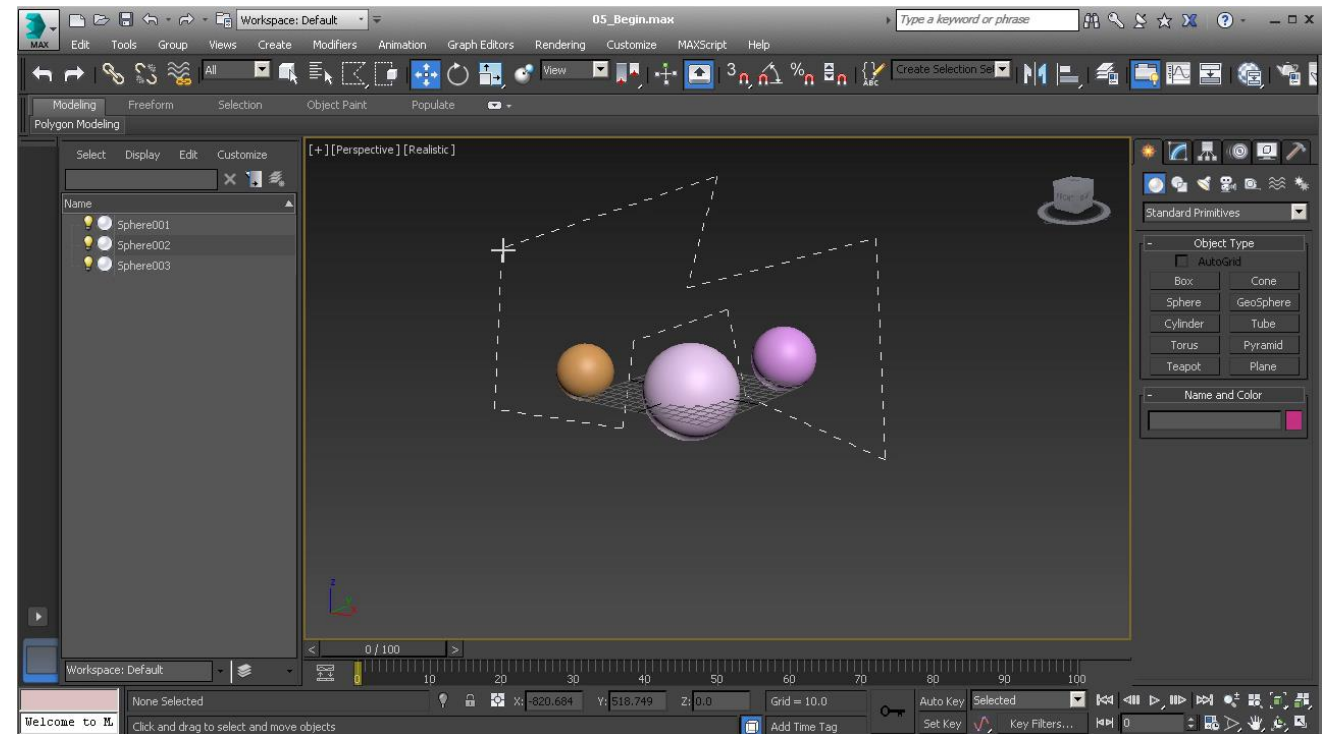 Workspace: Default
05_Begin.max
Type a keyword or phrase
MAX
Edit Tools Group Views Create Modifiers Animation Graph Editors Rendering Customize MAXScript Help
All
View
3
%
ABC
Create Selection Se
Modeling Freeform Selection Object Paint Populate
Polygon Modeling
Select Display Edit Customize
Name
Sphere001
Sphere002
Sphere003
[+] [Perspective] [Realistic]
z
Standard Primitives
- Object Type
AutoGrid
Box Cone
Sphere GeoSphere
Cylinder Tube
Torus Pyramid
Teapot Plane
- Name and Color
< 0 / 100 >
Workspace: Default
0 10 20 30 40 50 60 70 80 90 100
None Selected
X: -820.684 Y: 518.749 Z: 0.0
Grid = 10.0
Auto Key Selected
Welcome to M
Click and drag to select and move objects
Add Time Tag
Set Key Key Filters...
0